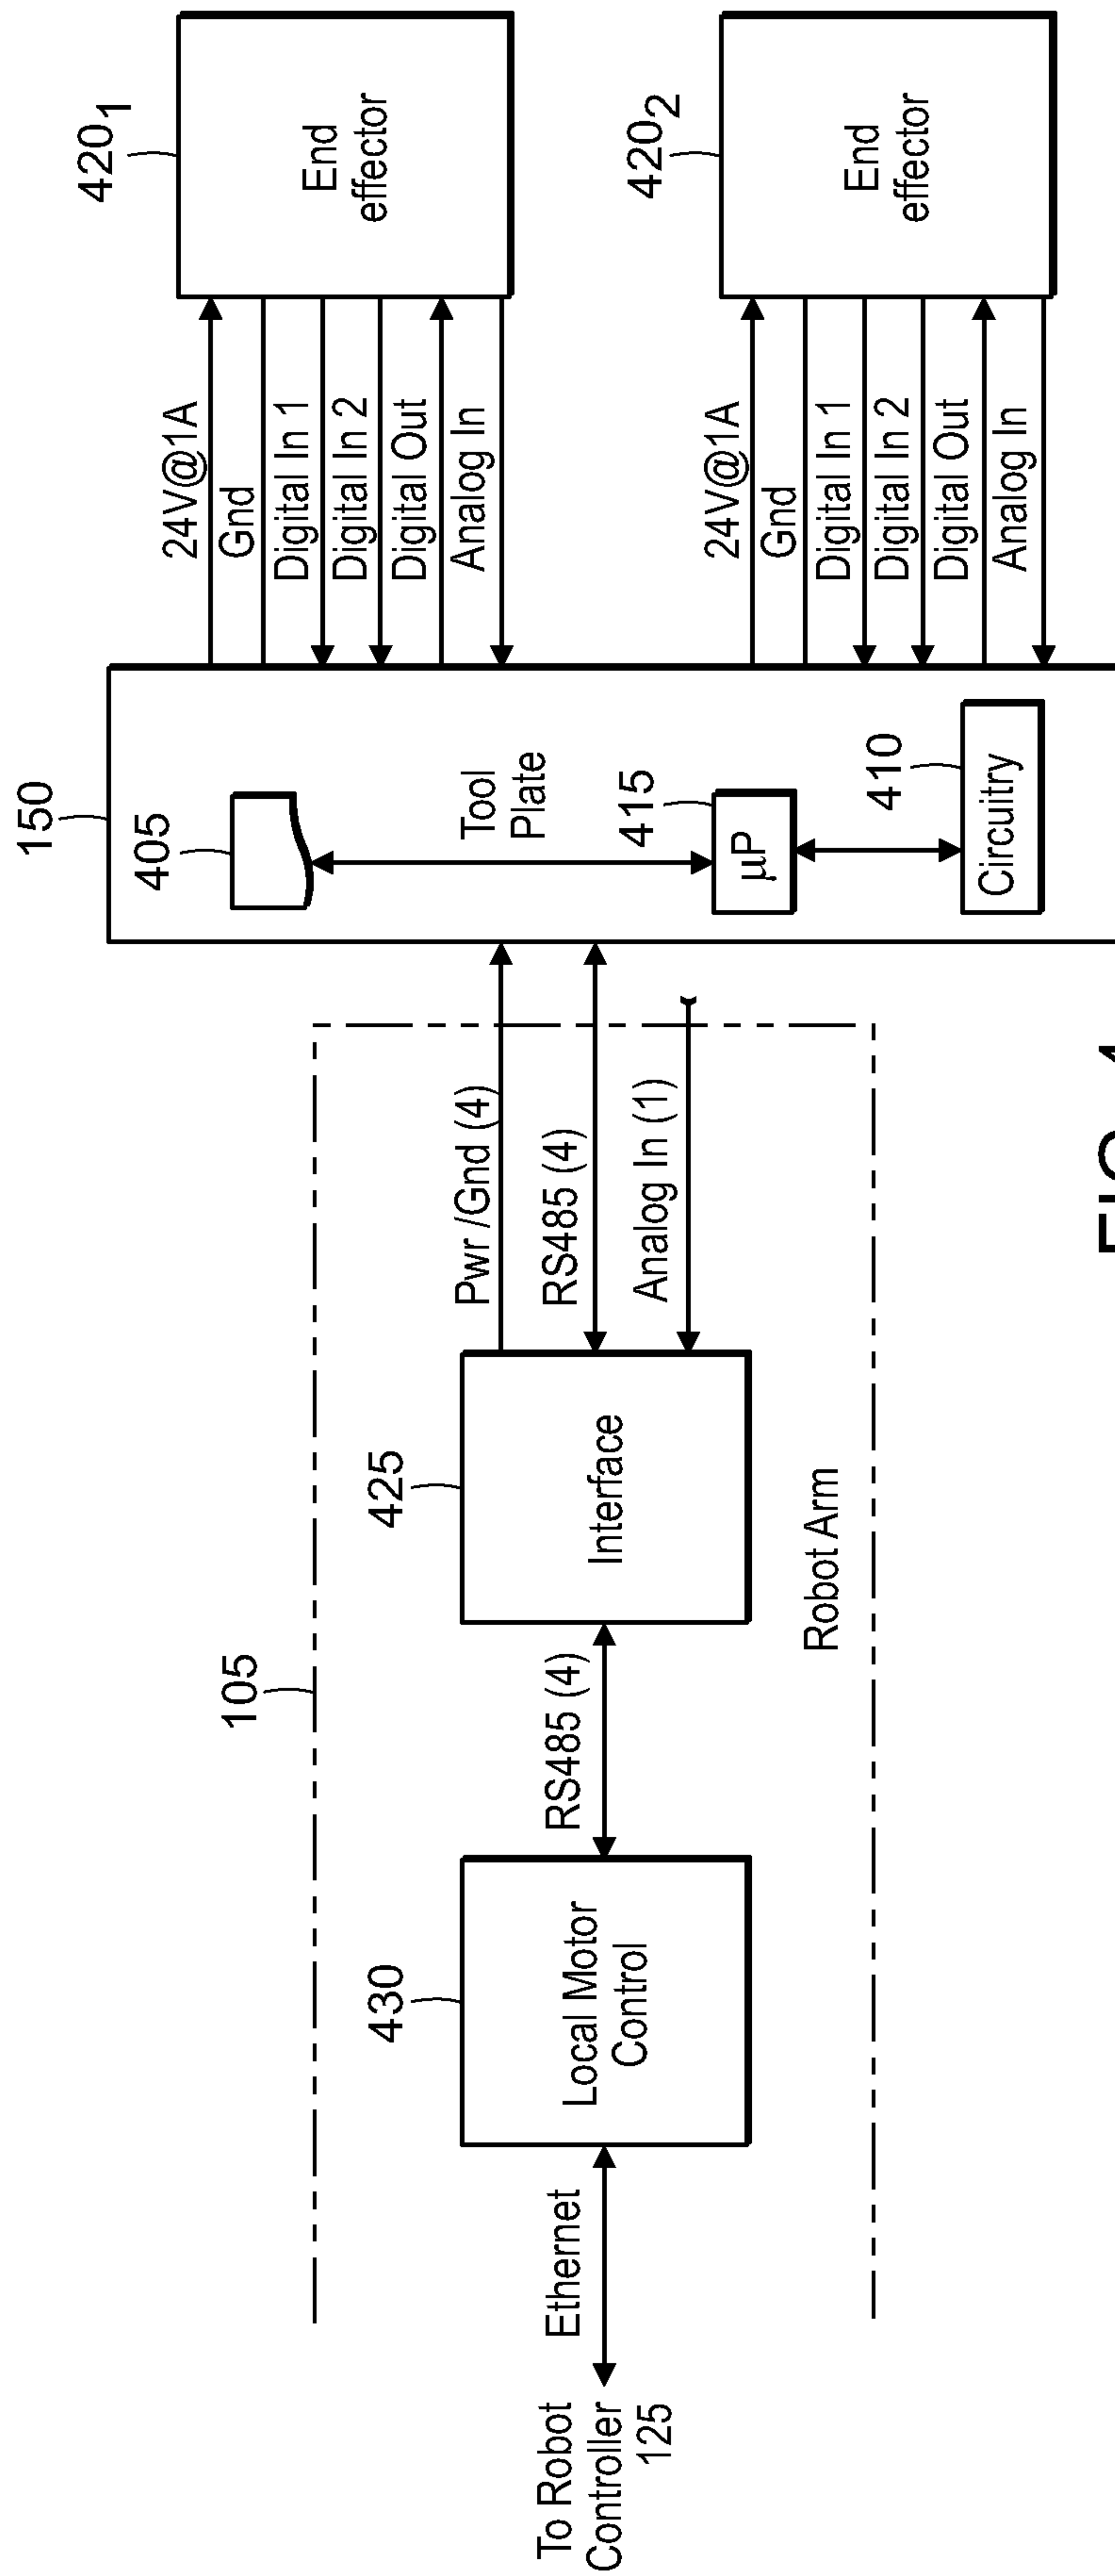 To Robot
Controller
125
Ethernet
430
Local Motor
Control
RS485 (4)
105
425
Interface
Robot Arm
Pwr /Gnd (4)
RS485 (4)
Analog In (1)
150
405
Tool
Plate
415
µP
410
Circuitry
24V@1A
Gnd
Digital In 1
Digital In 2
Digital Out
Analog In
420₁
End
effector
24V@1A
Gnd
Digital In 1
Digital In 2
Digital Out
Analog In
420₂
End
effector